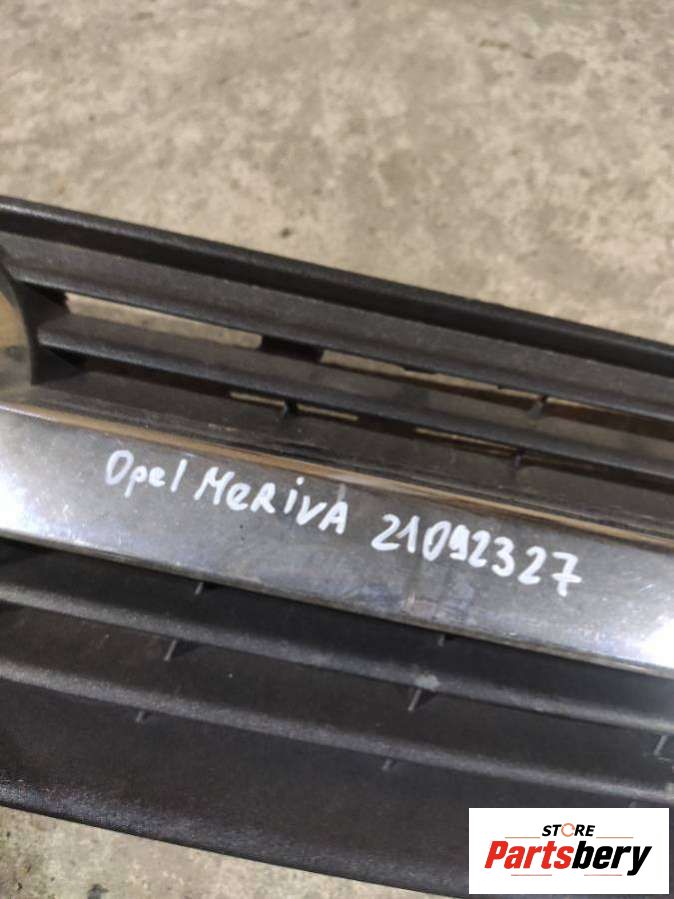 Opel MeRivA 21092327
STORE
Partsbery